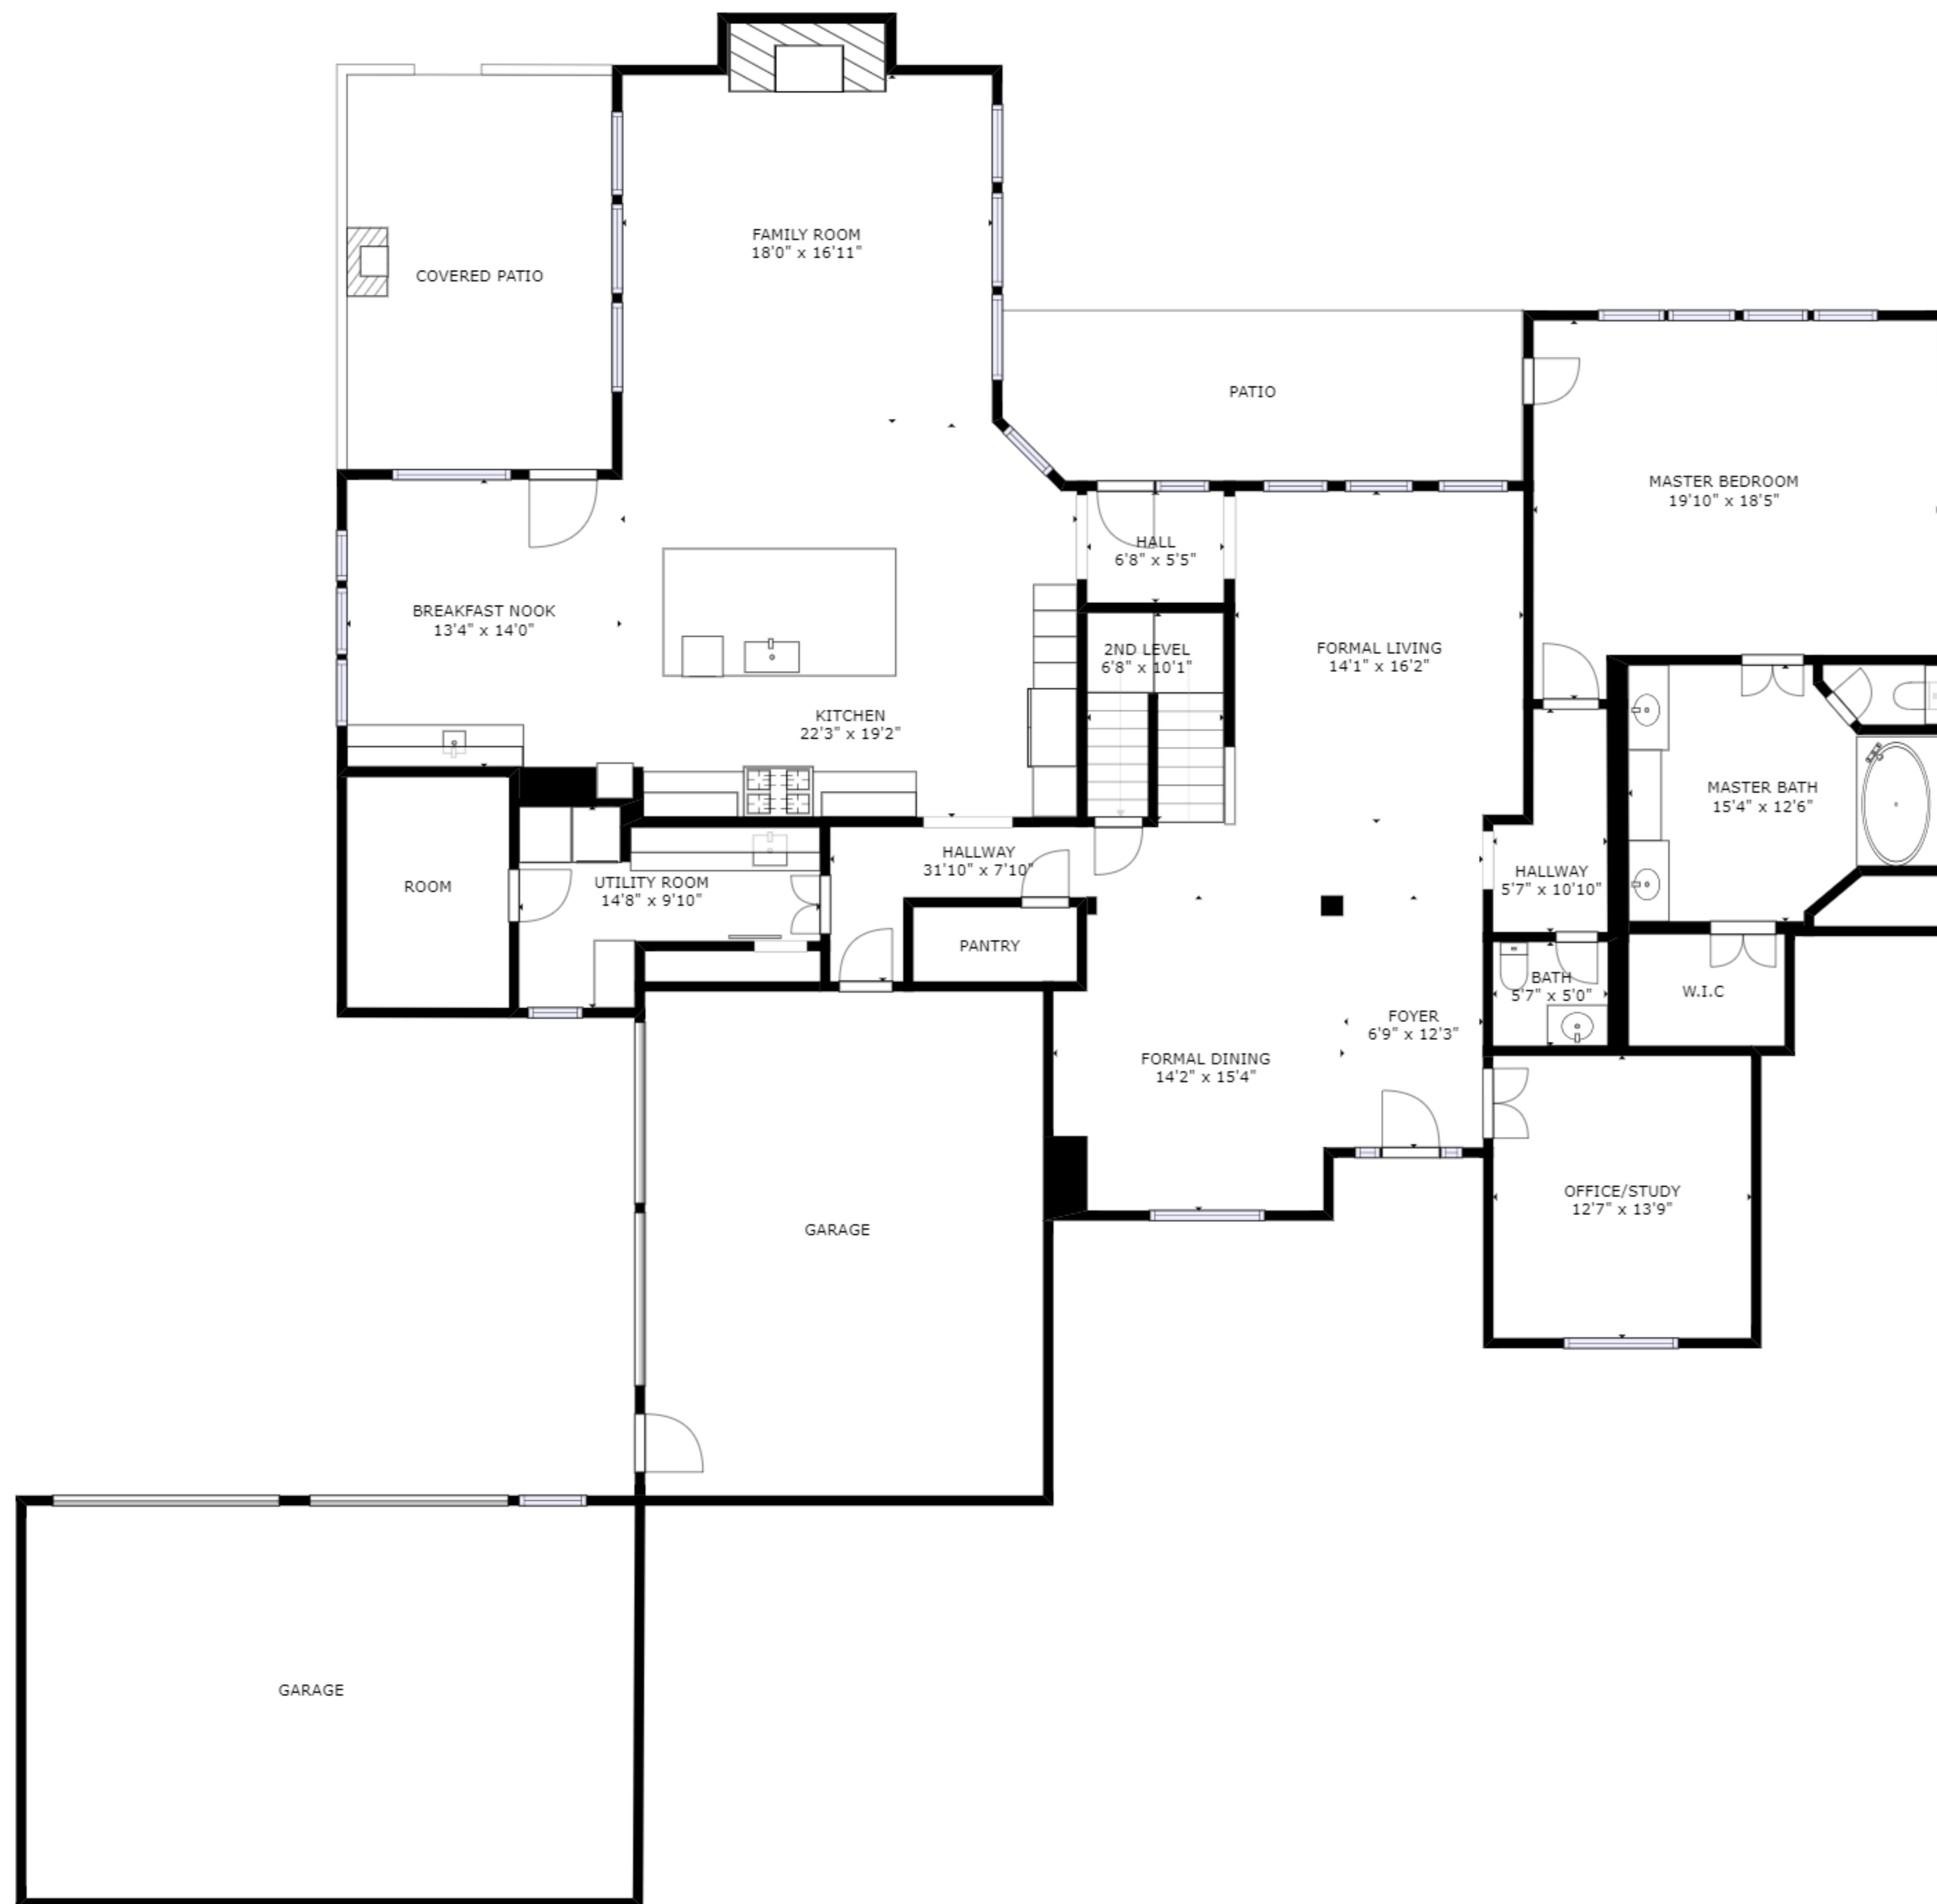 FAMILY ROOM
18'0" x 16'11"
COVERED PATIO
PATIO
MASTER BEDROOM
19'10" x 18'5"
HALL
6'8" x 5'5"
BREAKFAST NOOK
13'4" x 14'0"
2ND LEVEL
6'8" x 10'1"
FORMAL LIVING
14'1" x 16'2"
KITCHEN
22'3" x 19'2"
MASTER BATH
15'4" x 12'6"
HALLWAY
31'10" x 7'10"
HALLWAY
5'7" x 10'10"
ROOM
UTILITY ROOM
14'8" x 9'10"
PANTRY
BATH
5'7" x 5'0"
W.I.C
FOYER
6'9" x 12'3"
FORMAL DINING
14'2" x 15'4"
OFFICE/STUDY
12'7" x 13'9"
GARAGE
GARAGE